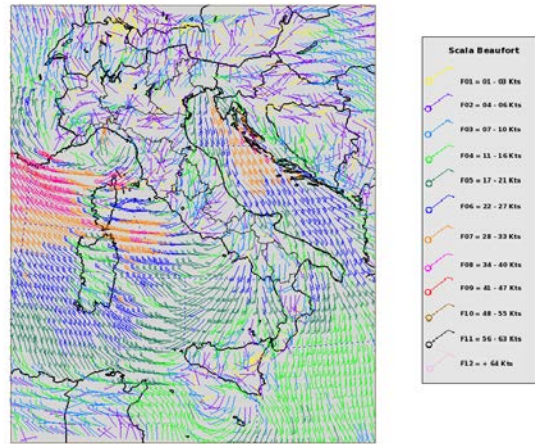 Scala Beaufort
F01 = 01 - 03 Kts
F02 = 04 - 06 Kts
F03 = 07 - 10 Kts
F04 = 11 - 16 Kts
F05 = 17 - 21 Kts
F06 = 22 - 27 Kts
F07 = 28 - 33 Kts
F08 = 34 - 40 Kts
F09 = 41 - 47 Kts
F10 = 48 - 55 Kts
F11 = 56 - 63 Kts
F12 = + 64 Kts